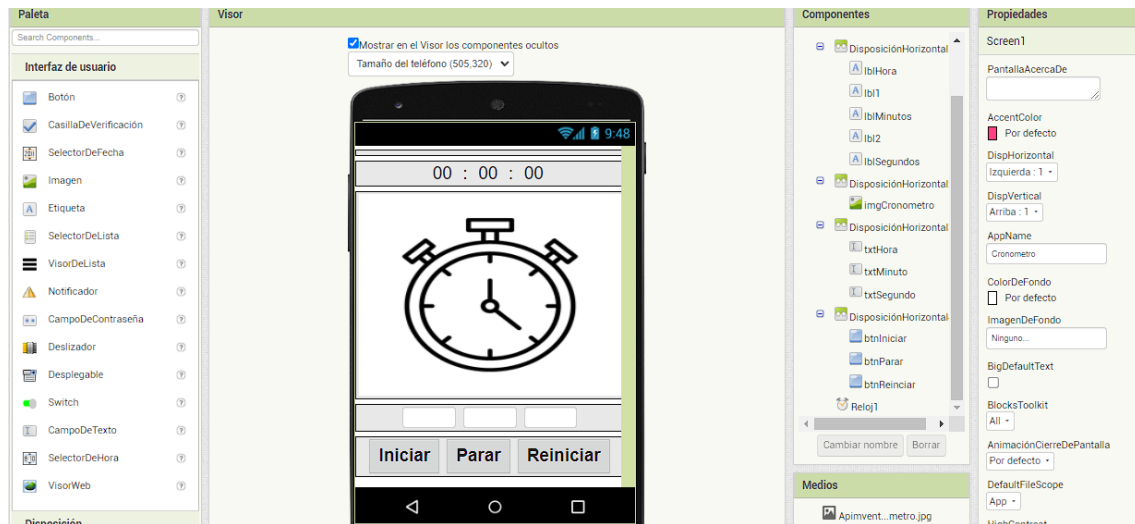 Paleta
Search Components...
Interfaz de usuario
Botón
CasillaDeVerificación
SelectorDeFecha
Imagen
Etiqueta
SelectorDeLista
VisorDeLista
Notificador
CampoDeContraseña
Deslizador
Desplegable
Switch
CampoDeTexto
SelectorDeHora
VisorWeb
Disposición
Visor
Mostrar en el Visor los componentes ocultos
Tamaño del teléfono (505,320)
9:48
00 : 00 : 00
Iniciar Parar Reiniciar
Componentes
DisposiciónHorizontal
lblHora
lbl1
lblMinutos
lbl2
lblSegundos
DisposiciónHorizontal
imgCronometro
DisposiciónHorizontal
txtHora
txtMinuto
txtSegundo
DisposiciónHorizontal
btnIniciar
btnParar
btnReinciar
Reloj1
Cambiar nombre Borrar
Medios
Apimvent...metro.jpg
Propiedades
Screen1
PantallaAcercaDe
AccentColor
Por defecto
DispHorizontal
Izquierda : 1
DispVertical
Arriba : 1
AppName
Cronometro
ColorDeFondo
Por defecto
ImagenDeFondo
Ninguno...
BigDefaultText
BlocksToolkit
All
AnimaciónCierreDePantalla
Por defecto
DefaultFileScope
App
HighContrast